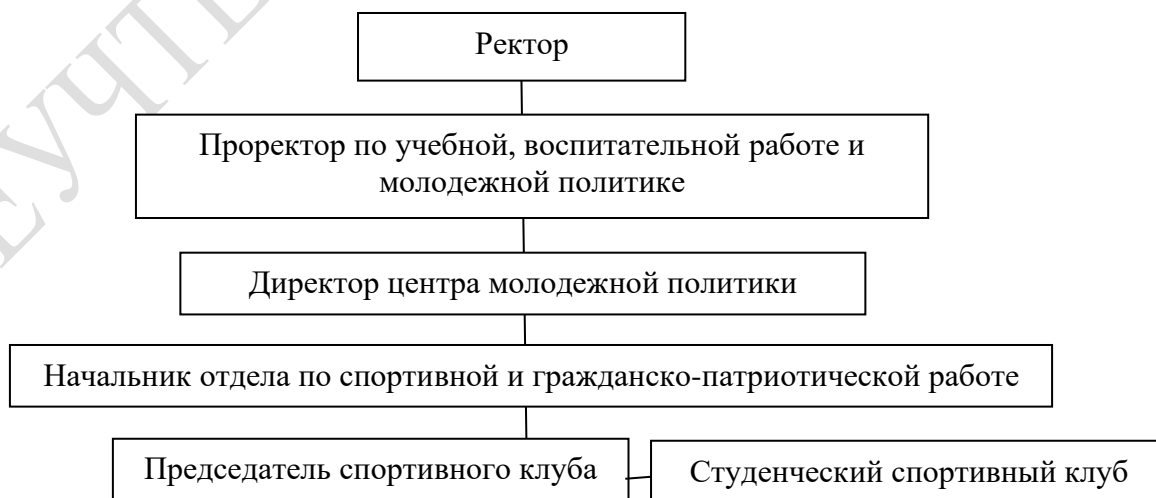 Ректор
Проректор по учебной, воспитательной работе и
молодежной политике
Директор центра молодежной политики
Начальник отдела по спортивной и гражданско-патриотической работе
Председатель спортивного клуба
Студенческий спортивный клуб